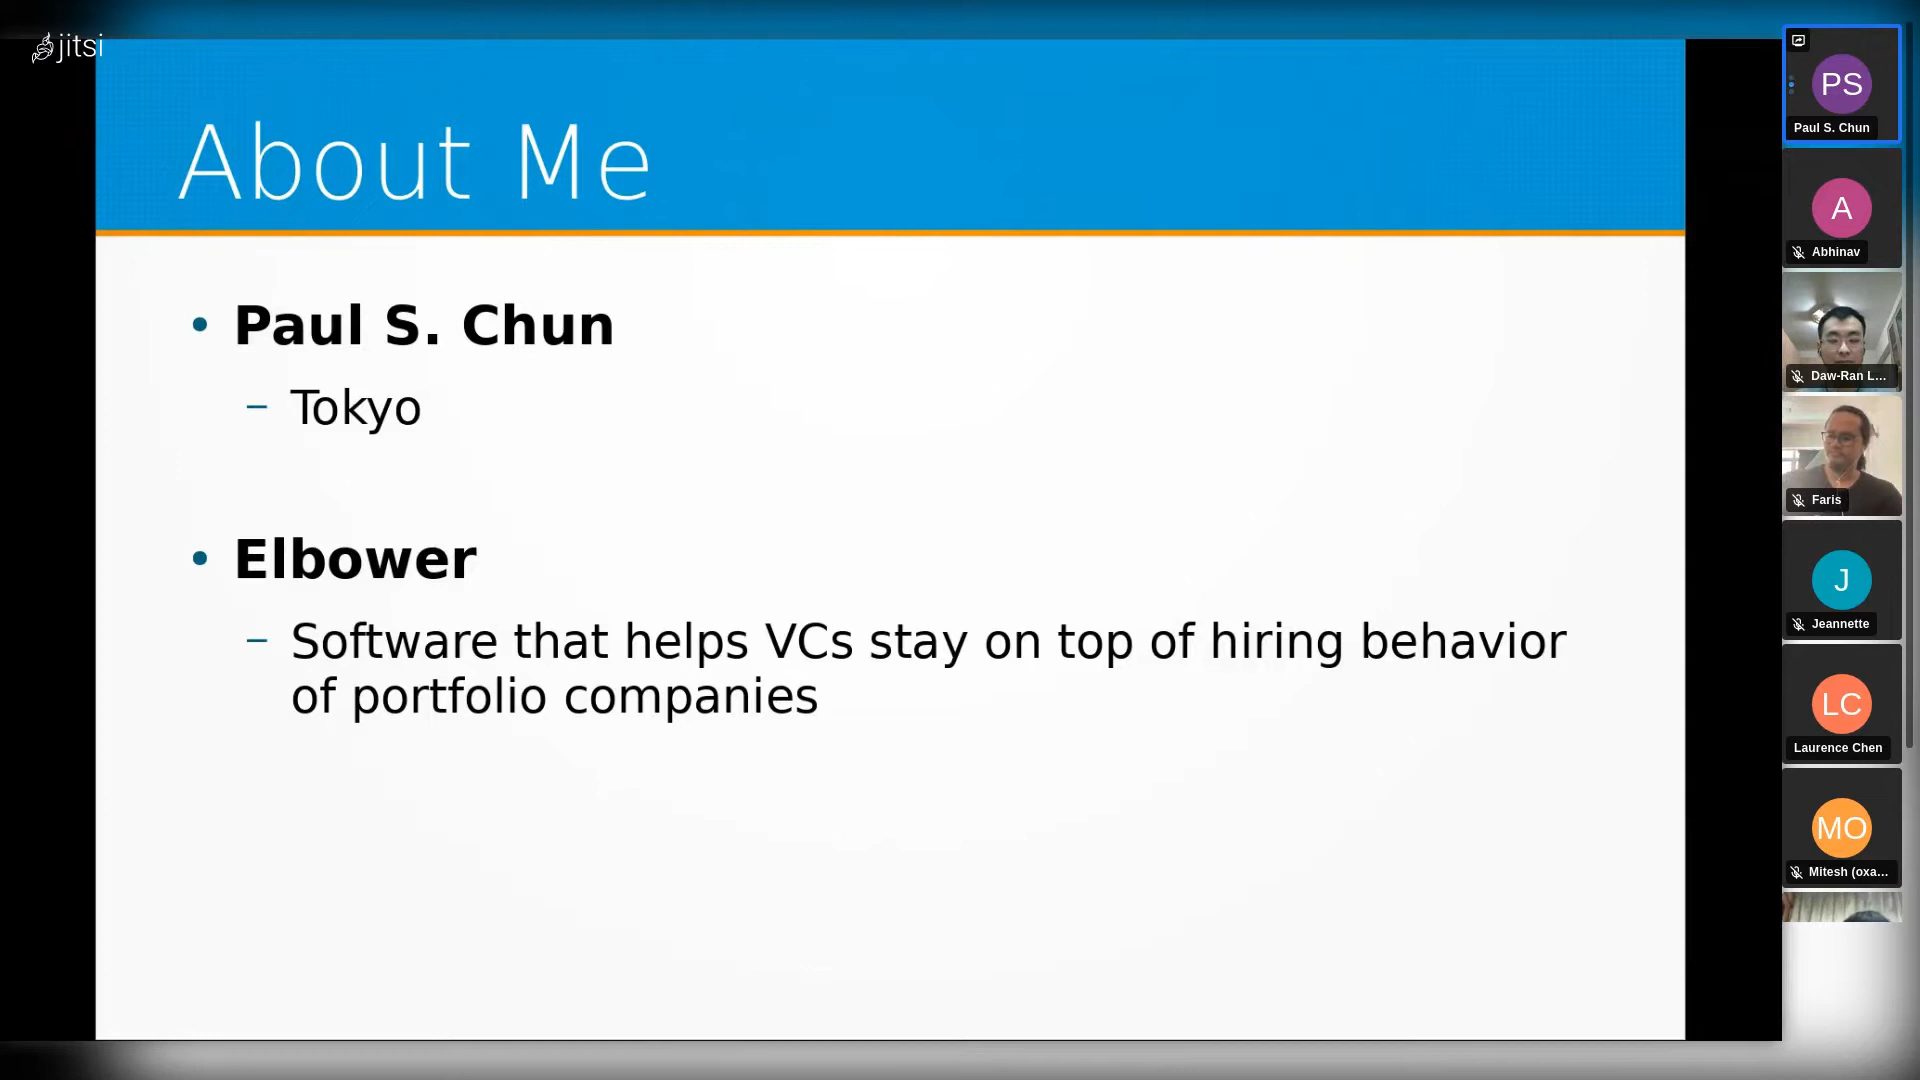 jitsi
About Me
• Paul S. Chun
– Tokyo
• Elbower
– Software that helps VCs stay on top of hiring behavior
of portfolio companies
PS
Paul S. Chun
A
Abhinav
Daw-Ran L...
Faris
J
Jeannette
LC
Laurence Chen
MO
Mitesh (oxa...